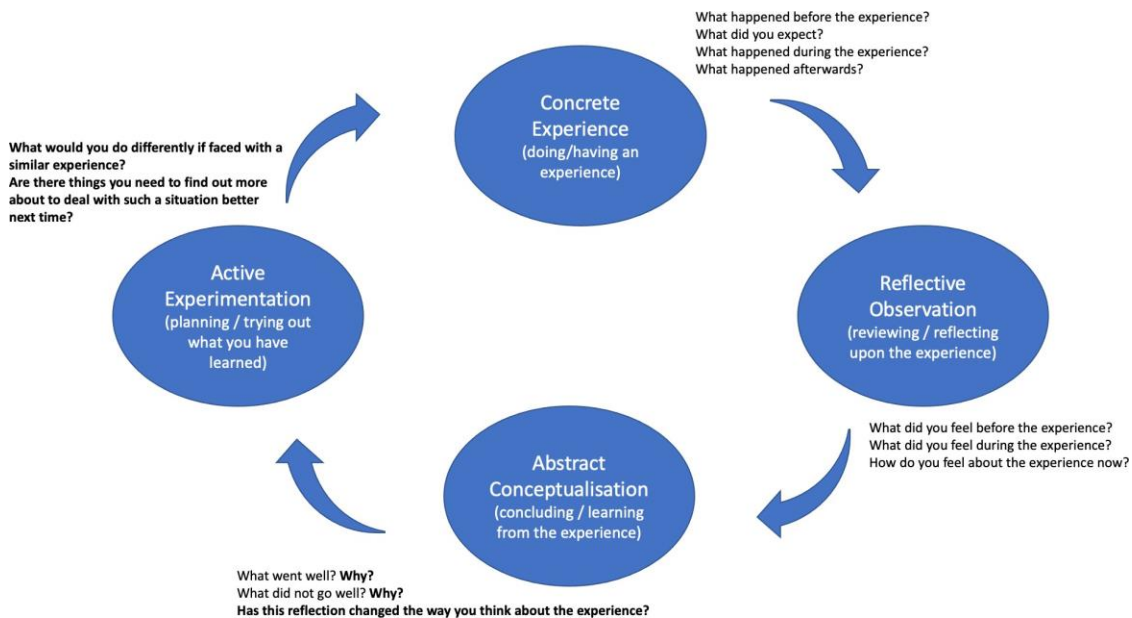 What happened before the experience?
What did you expect?
What happened during the experience?
What happened afterwards?
Concrete
Experience
(doing/having an
experience)
Reflective
Observation
(reviewing / reflecting
upon the experience)
What did you feel before the experience?
What did you feel during the experience?
How do you feel about the experience now?
Abstract
Conceptualisation
(concluding / learning
from the experience)
What went well? Why?
What did not go well? Why?
Has this reflection changed the way you think about the experience?
Active
Experimentation
(planning / trying out
what you have
learned)
What would you do differently if faced with a
similar experience?
Are there things you need to find out more
about to deal with such a situation better
next time?